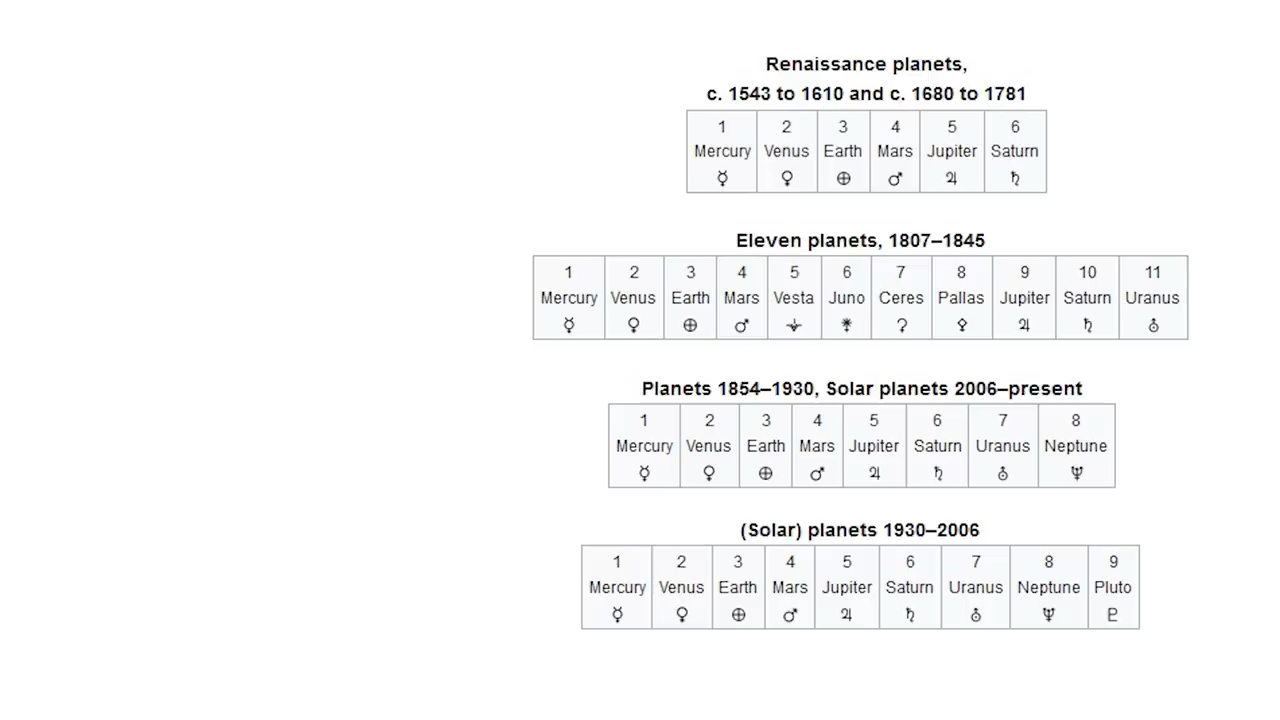 Renaissance planets,
c. 1543 to 1610 and c. 1680 to 1781
1 2 3 4 5 6
Mercury Venus Earth Mars Jupiter Saturn
☿ ♀ ⊕ ♂ ♃ ♄
Eleven planets, 1807–1845
1 2 3 4 5 6 7 8 9 10 11
Mercury Venus Earth Mars Vesta Juno Ceres Pallas Jupiter Saturn Uranus
☿ ♀ ⊕ ♂ ⚶ ⚵ ⚳ ⚴ ♃ ♄ ⛢
Planets 1854–1930, Solar planets 2006–present
1 2 3 4 5 6 7 8
Mercury Venus Earth Mars Jupiter Saturn Uranus Neptune
☿ ♀ ⊕ ♂ ♃ ♄ ⛢ ♆
(Solar) planets 1930–2006
1 2 3 4 5 6 7 8 9
Mercury Venus Earth Mars Jupiter Saturn Uranus Neptune Pluto
☿ ♀ ⊕ ♂ ♃ ♄ ⛢ ♆ ♇